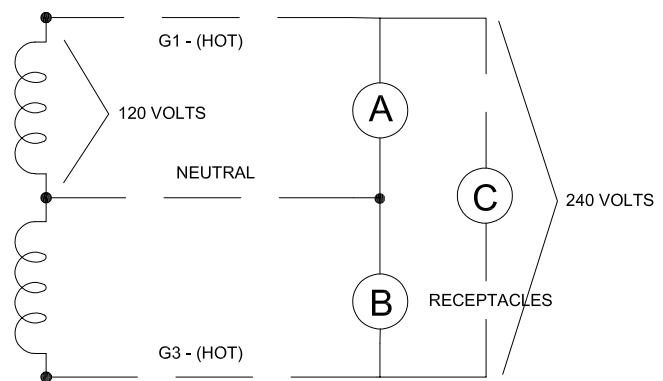 G1 - (HOT)
A
120 VOLTS
NEUTRAL
C
240 VOLTS
B
RECEPTACLES
G3 - (HOT)